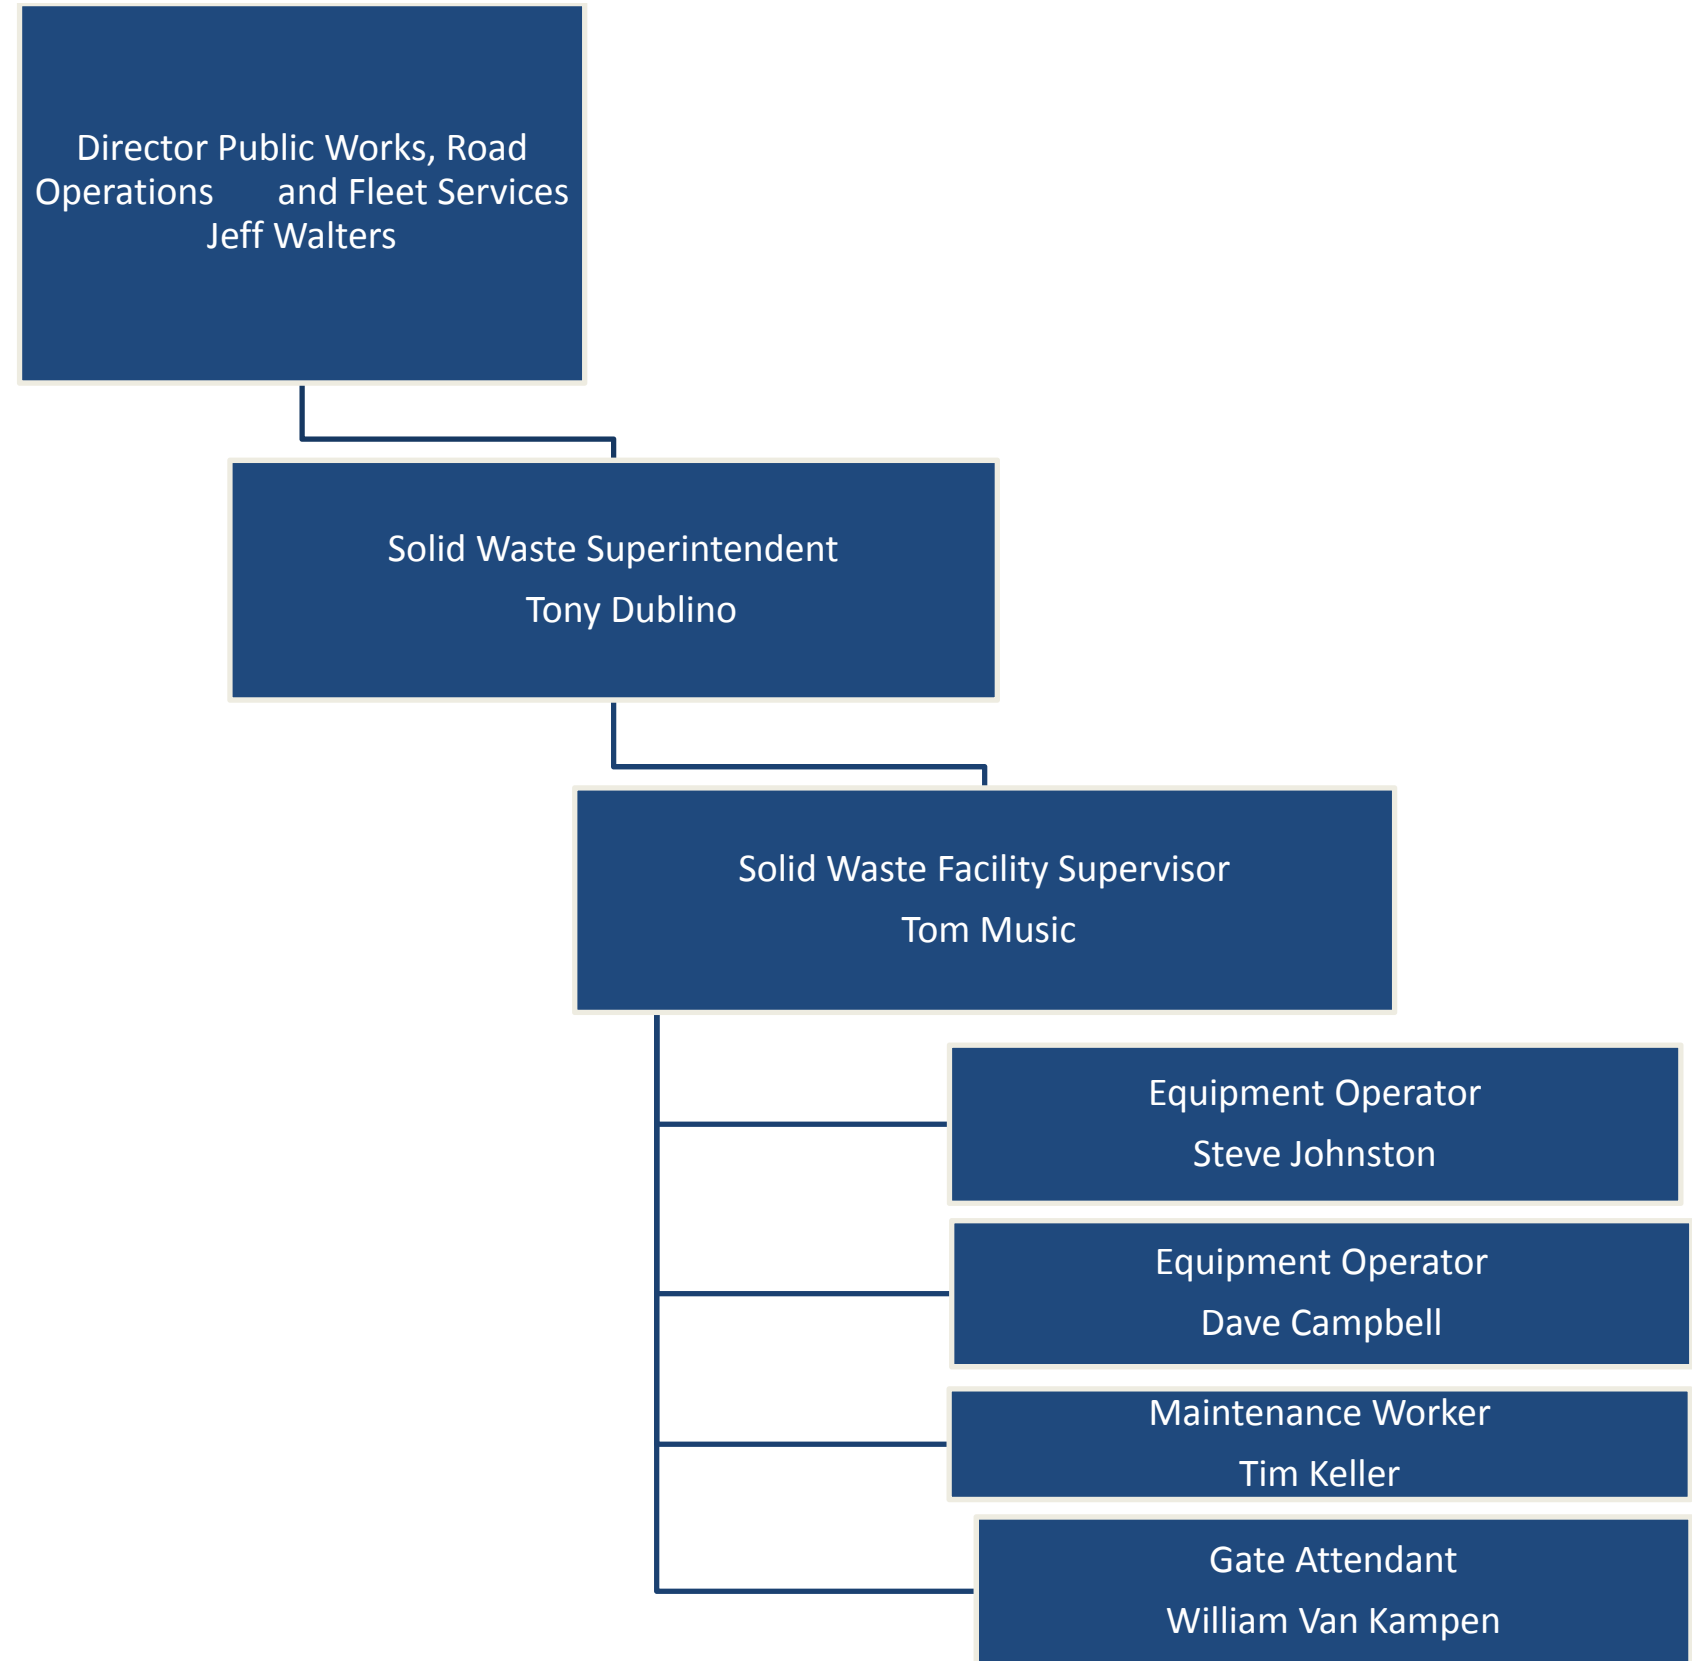 Director Public Works, Road
Operations and Fleet Services
Jeff Walters
Solid Waste Superintendent
Tony Dublino
Solid Waste Facility Supervisor
Tom Music
Equipment Operator
Steve Johnston
Equipment Operator
Dave Campbell
Maintenance Worker
Tim Keller
Gate Attendant
William Van Kampen